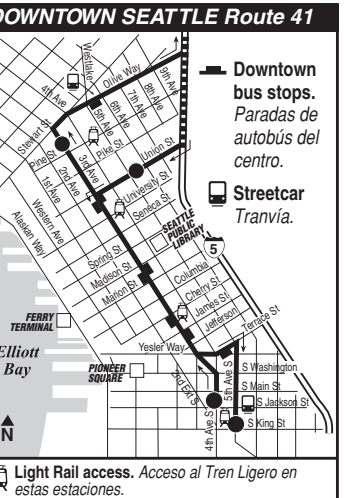 DOWNTOWN SEATTLE Route 41
Westlake
Olive Way
9th Ave
8th Ave
7th Ave
6th Ave
5th Ave
4th Ave
Stewart St
Pine St
Pike St
Union St
3rd Ave
2nd Ave
1st Ave
University St
Seneca St
Western Ave
Alaskan Way
SEATTLE
PUBLIC
LIBRARY
5
Spring St
Madison St
Marion St
Columbia
Cherry St
James St
Jefferson
Terrace St
FERRY
TERMINAL
Yesler Way
Elliott
Bay
PIONEER
SQUARE
2nd Ext S
4th Ave S
5th Ave S
S Washington
S Main St
S Jackson St
S King St
N
Downtown
bus stops.
Paradas de
autobús del
centro.
Streetcar
Tranvía.
Light Rail access. Acceso al Tren Ligero en
estas estaciones.